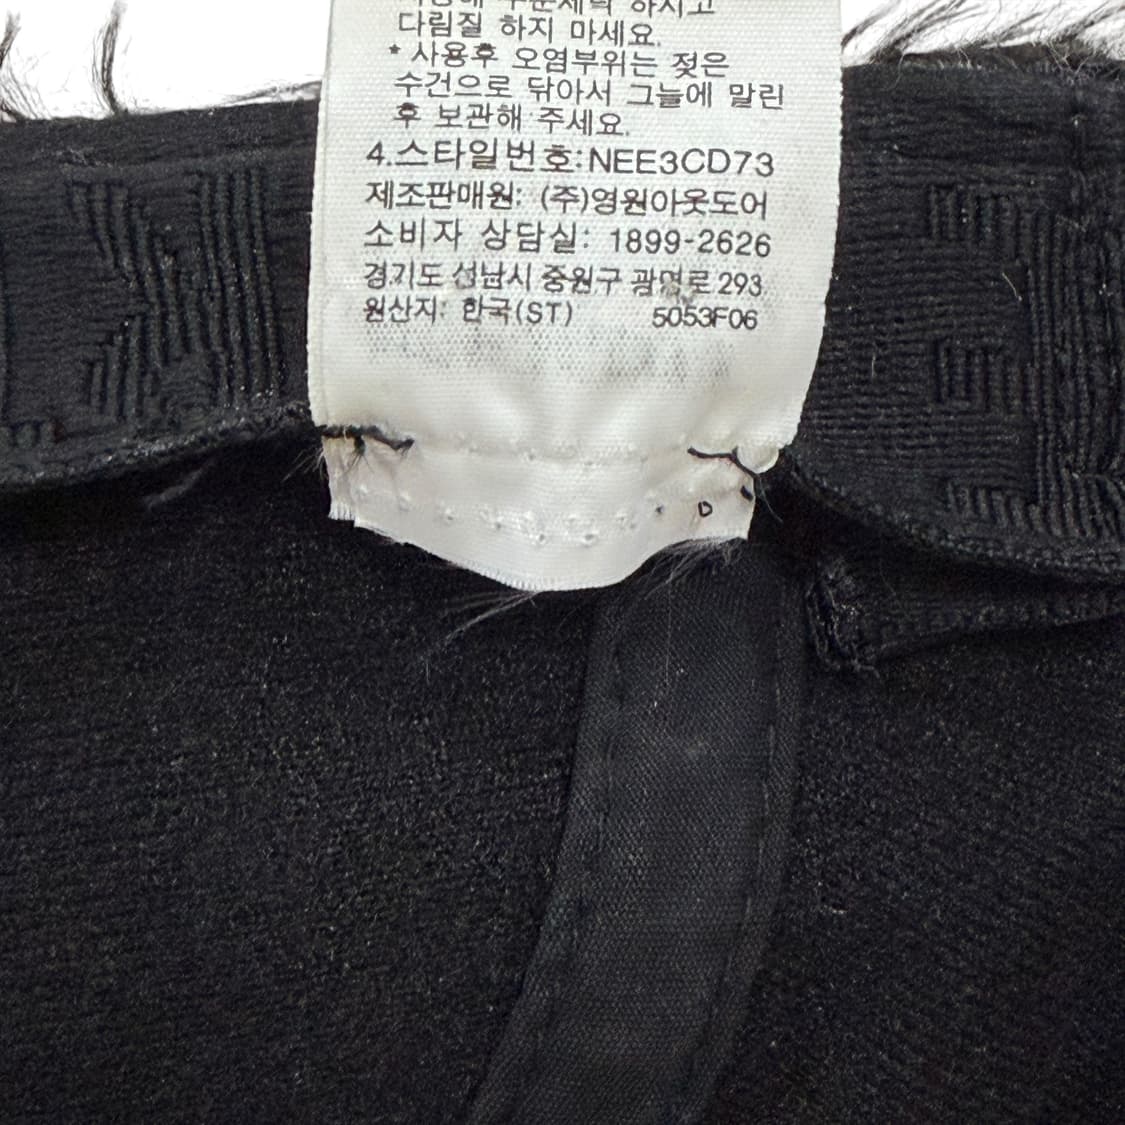 다림질 하지 마세요.
* 사용후 오염부위는 젖은
수건으로 닦아서 그늘에 말린
후 보관해 주세요.
4.스타일번호:NEE3CD73
제조판매원: (주)영원아웃도어
소비자 상담실: 1899-2626
경기도 성남시 중원구 광명로 293
원산지: 한국(ST) 5053F06